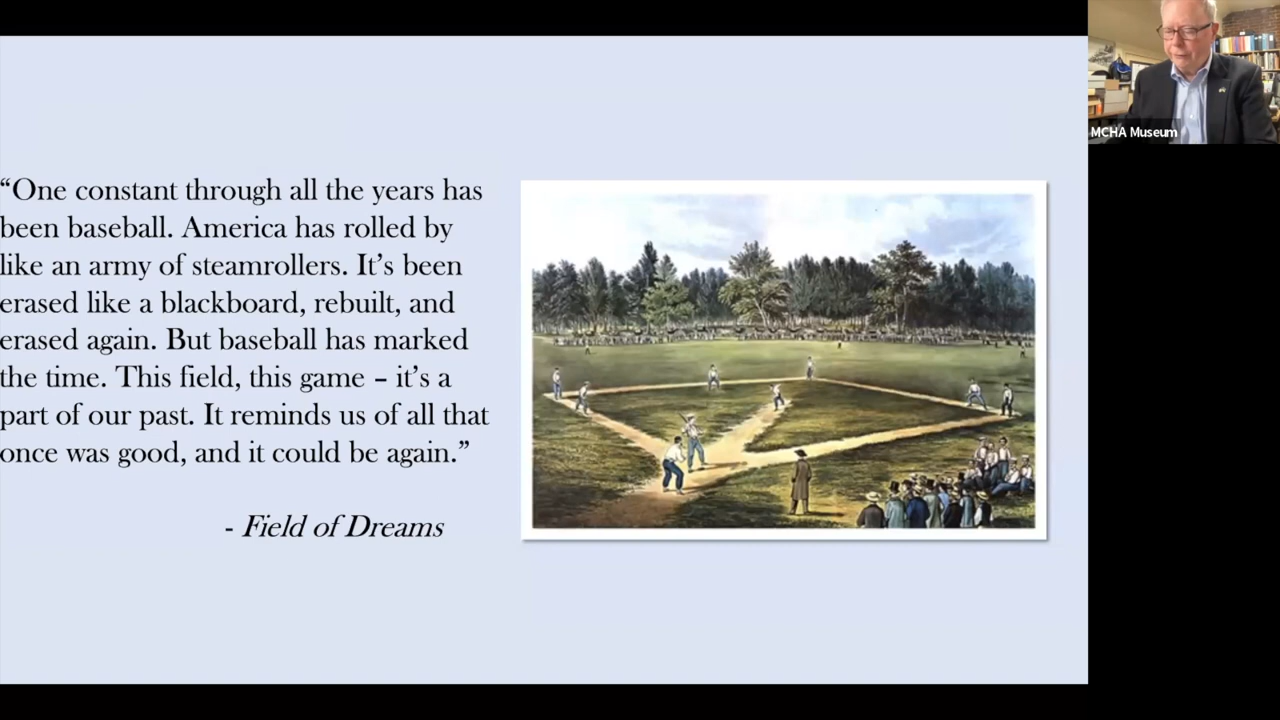 “One constant through all the years has
been baseball. America has rolled by
like an army of steamrollers. It’s been
erased like a blackboard, rebuilt, and
erased again. But baseball has marked
the time. This field, this game – it’s a
part of our past. It reminds us of all that
once was good, and it could be again.”
- Field of Dreams
MCHA Museum